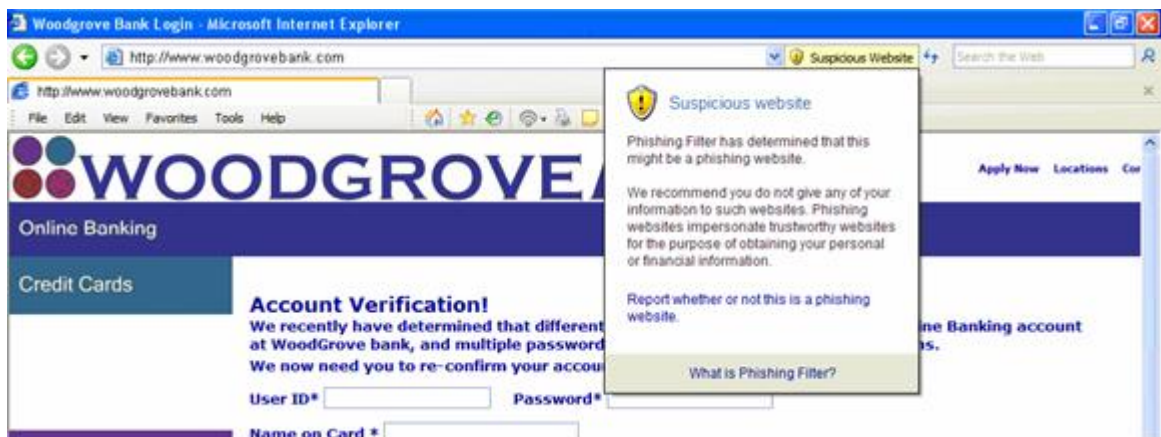 Woodgrove Bank Login - Microsoft Internet Explorer
http://www.woodgrovebank.com
Suspicious Website
Search the Web
http://www.woodgrovebank.com
File Edit View Favorites Tools Help
WOODGROVE
Apply Now Locations
Online Banking
Credit Cards
Suspicious website
Phishing Filter has determined that this
might be a phishing website.
We recommend you do not give any of your
information to such websites. Phishing
websites impersonate trustworthy websites
for the purpose of obtaining your personal
or financial information.
Report whether or not this is a phishing
website.
What is Phishing Filter?
Account Verification!
We recently have determined that different
Banking account
at WoodGrove bank, and multiple password
We now need you to re-confirm your
User ID* Password*
Name on Card *